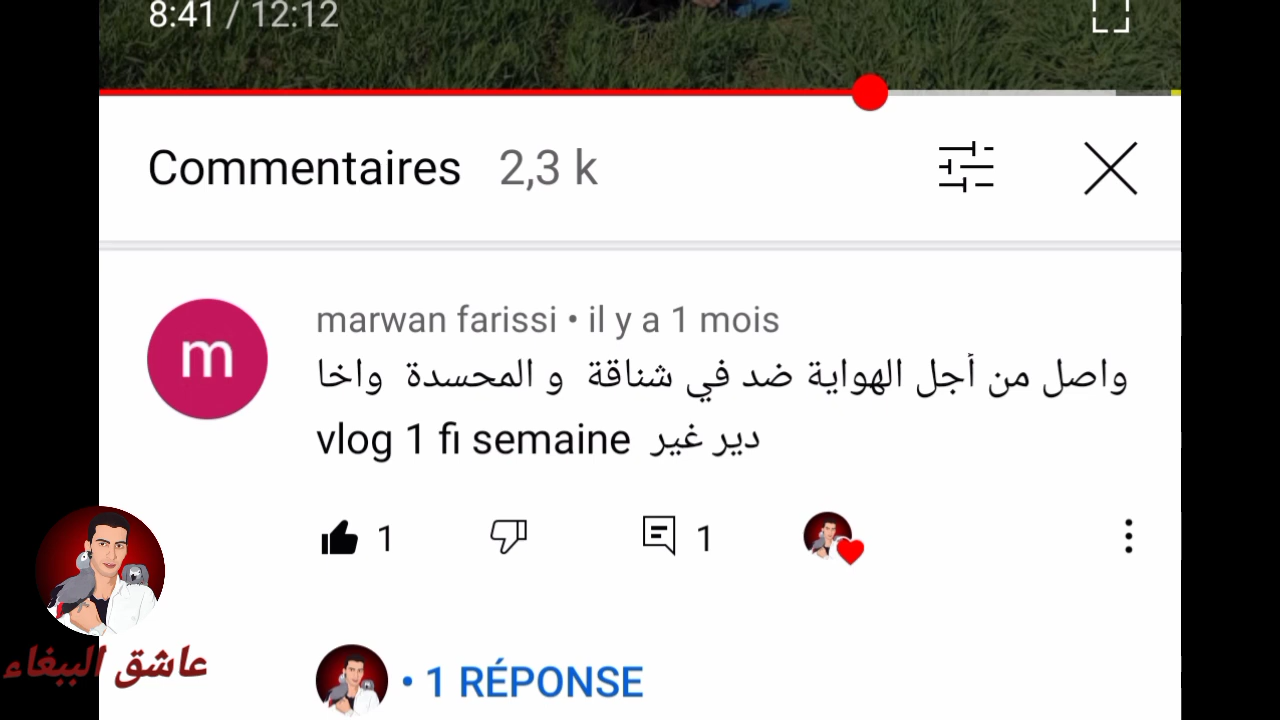 8:41 / 12:12
Commentaires 2,3 k
marwan farissi • il y a 1 mois
واصل من أجل الهواية ضد في شناقة و المحسدة واخا
دير غير vlog 1 fi semaine
1 1
عاشق الببغاء
• 1 RÉPONSE